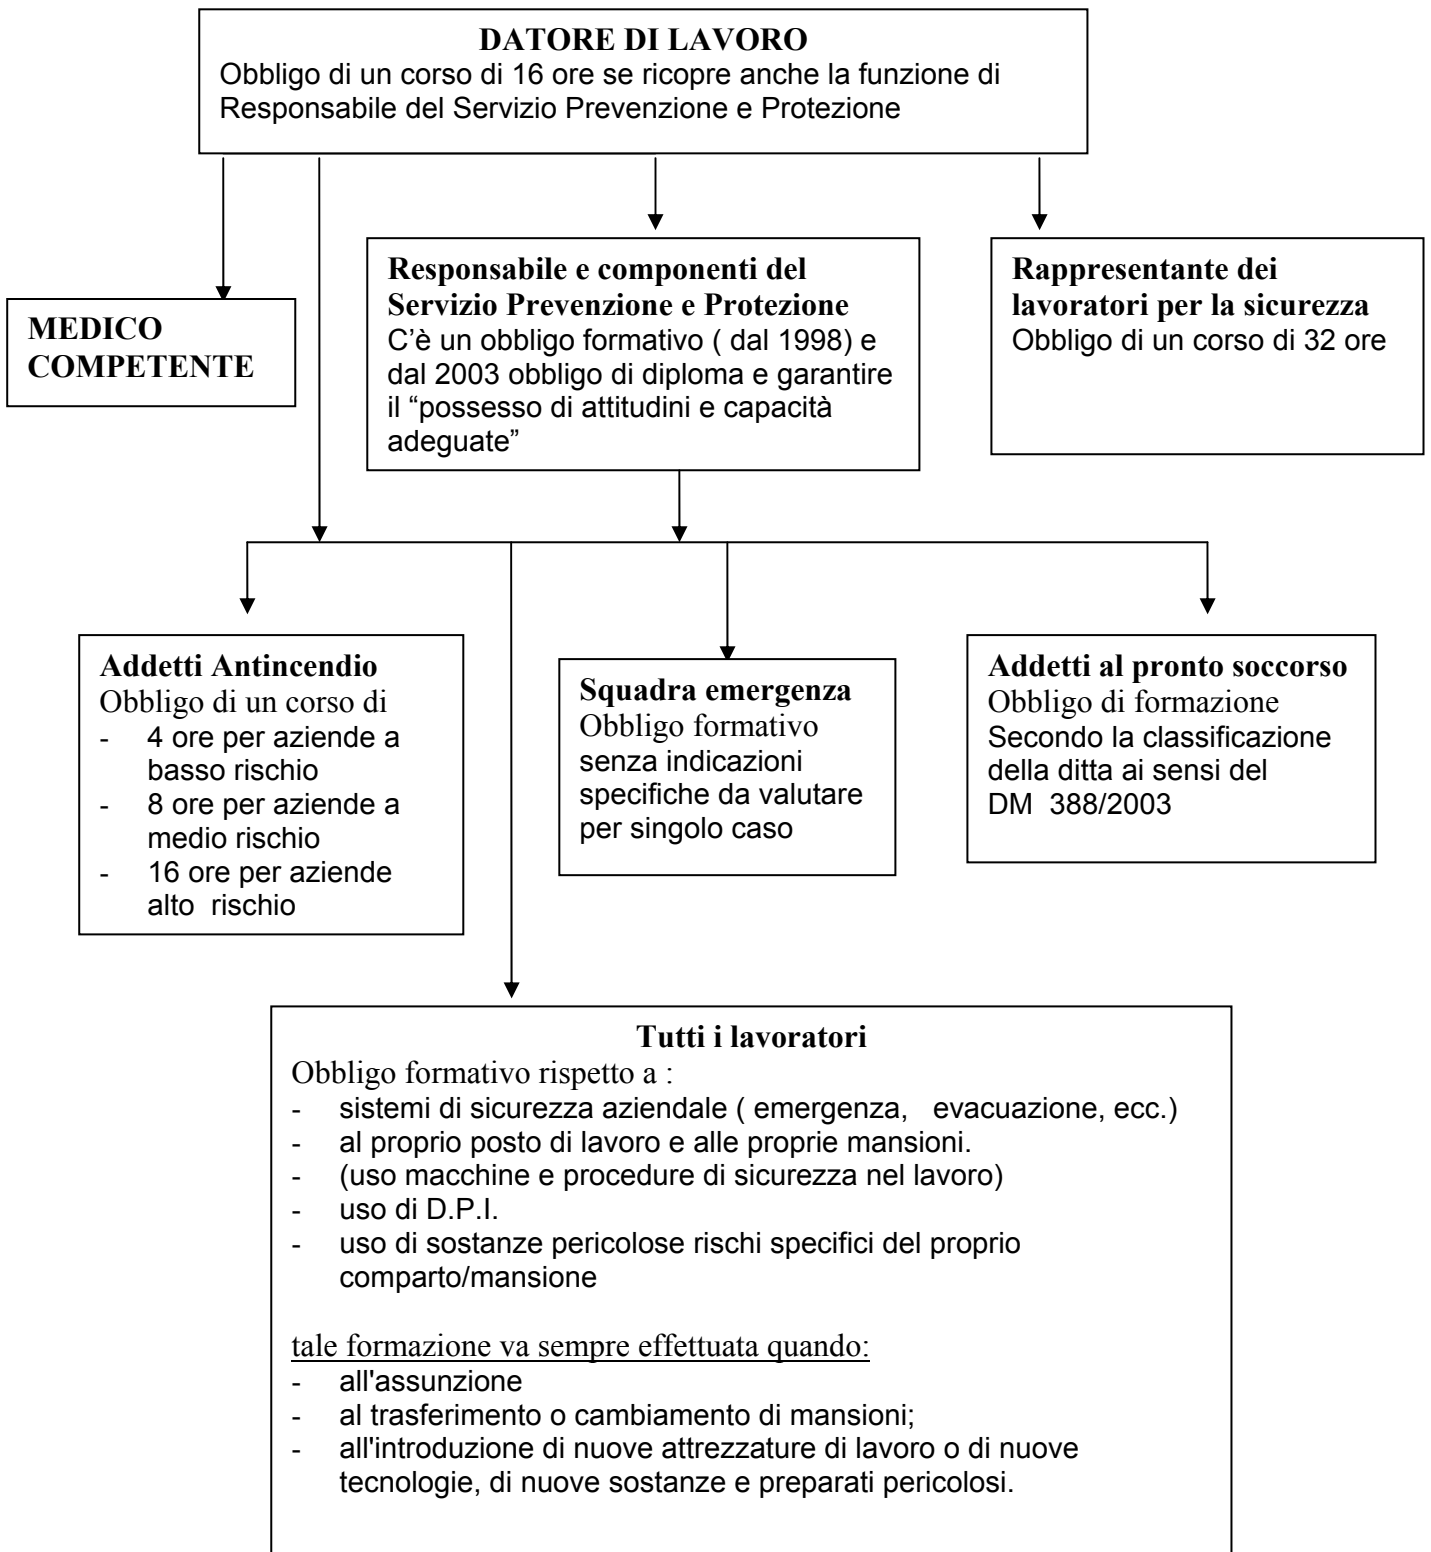 DATORE DI LAVORO
Obbligo di un corso di 16 ore se ricopre anche la funzione di
Responsabile del Servizio Prevenzione e Protezione
MEDICO
COMPETENTE
Responsabile e componenti del
Servizio Prevenzione e Protezione
C’è un obbligo formativo ( dal 1998) e
dal 2003 obbligo di diploma e garantire
il “possesso di attitudini e capacità
adeguate”
Rappresentante dei
lavoratori per la sicurezza
Obbligo di un corso di 32 ore
Addetti Antincendio
Obbligo di un corso di
- 4 ore per aziende a
basso rischio
- 8 ore per aziende a
medio rischio
- 16 ore per aziende
alto rischio
Squadra emergenza
Obbligo formativo
senza indicazioni
specifiche da valutare
per singolo caso
Addetti al pronto soccorso
Obbligo di formazione
Secondo la classificazione
della ditta ai sensi del
DM 388/2003
Tutti i lavoratori
Obbligo formativo rispetto a :
- sistemi di sicurezza aziendale ( emergenza, evacuazione, ecc.)
- al proprio posto di lavoro e alle proprie mansioni.
- (uso macchine e procedure di sicurezza nel lavoro)
- uso di D.P.I.
- uso di sostanze pericolose rischi specifici del proprio
comparto/mansione
tale formazione va sempre effettuata quando:
- all'assunzione
- al trasferimento o cambiamento di mansioni;
- all'introduzione di nuove attrezzature di lavoro o di nuove
tecnologie, di nuove sostanze e preparati pericolosi.